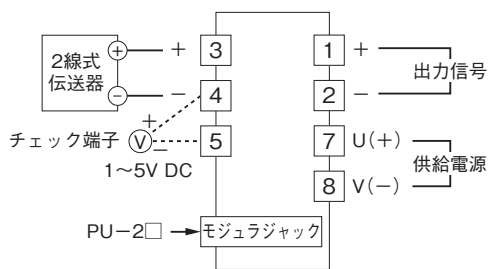 2線式
伝送器
+
−
+
−
3
4
5
チェック端子
V
+
−
1～5V DC
1
2
7
8
+
−
出力信号
U(+)
V(−)
供給電源
PU−2□
モジュラジャック